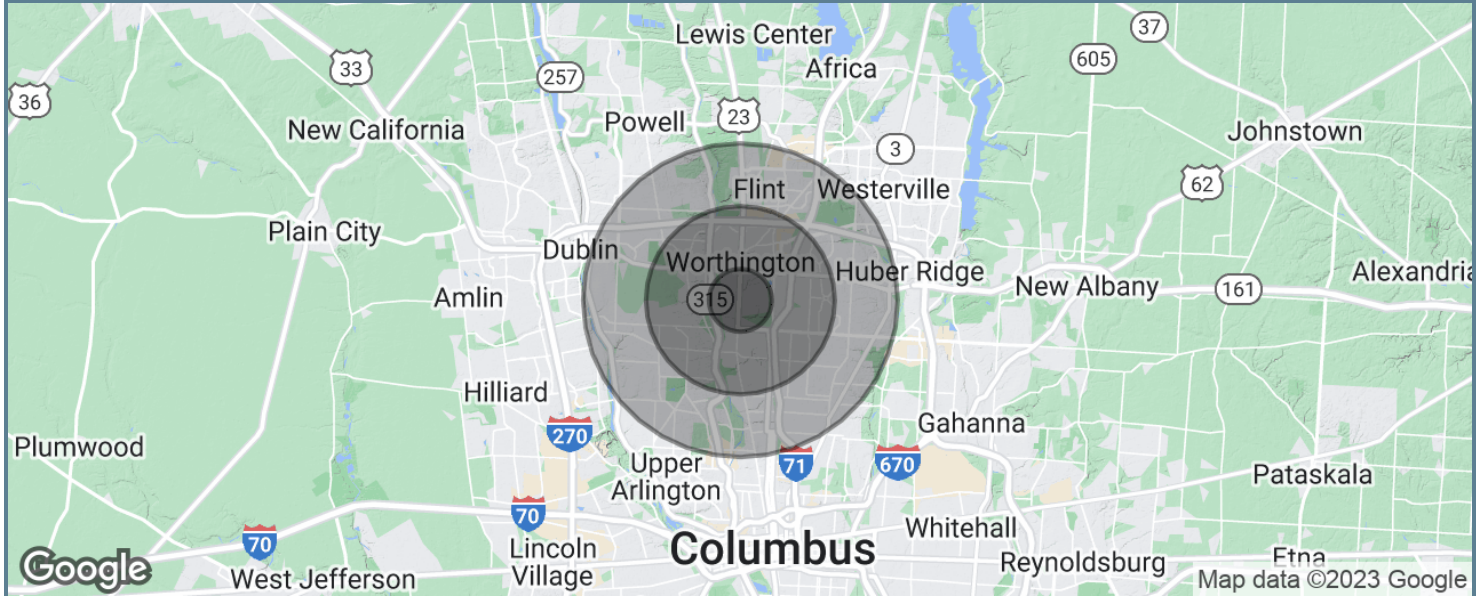 Lewis Center
37
605
Africa
33
257
36
New California
Powell
23
Johnstown
3
62
Flint
Westerville
Plain City
Dublin
Worthington
Huber Ridge
Alexandria
Amlin
315
New Albany
161
Hilliard
270
Gahanna
Plumwood
Upper
Arlington
71
670
Pataskala
70
70
Whitehall
Lincoln
Village
Columbus
Reynoldsburg
Etna
Google
West Jefferson
Map data ©2023 Google